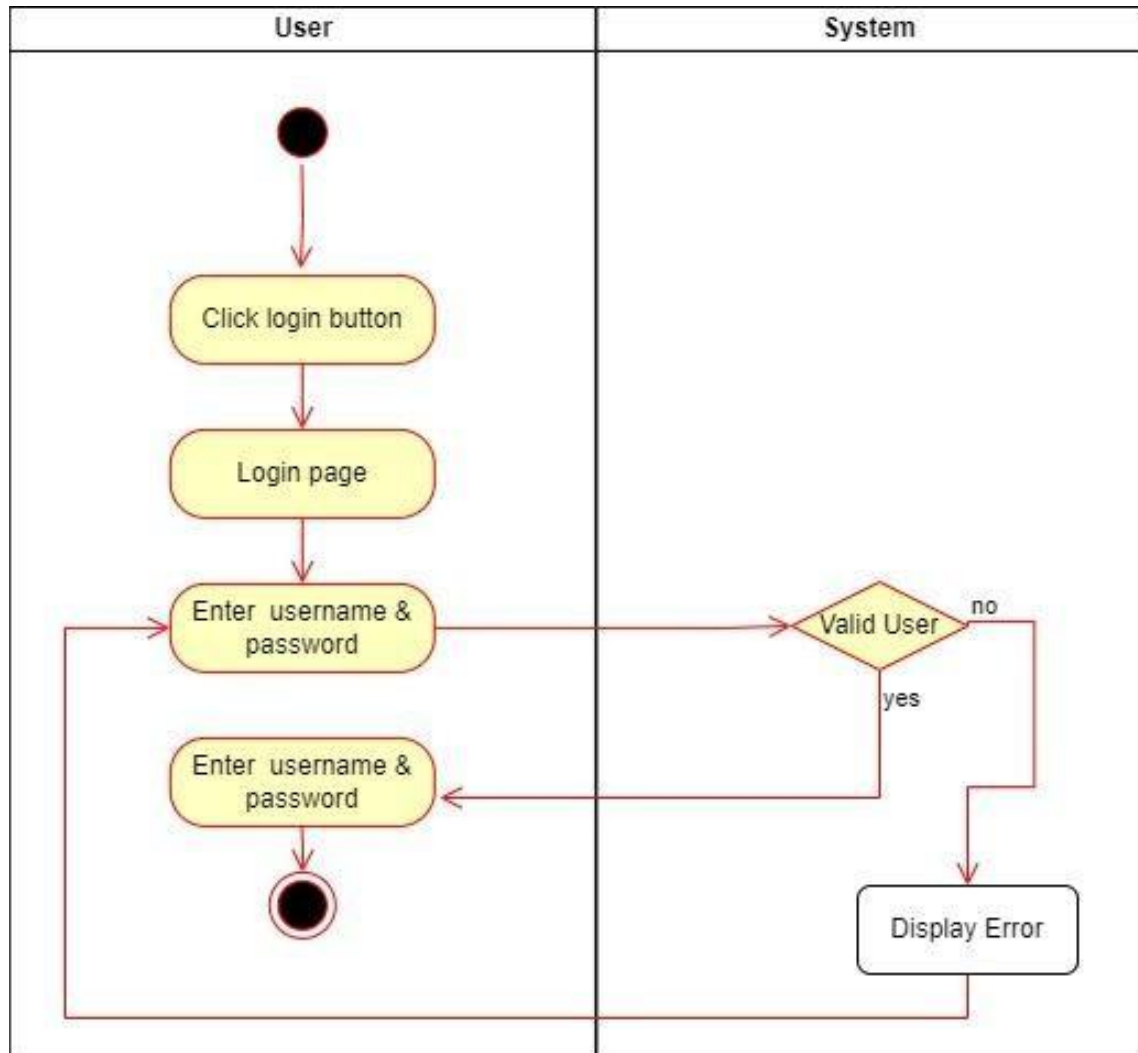 User
System
Click login button
Login page
Enter  username &
password
Valid User
no
yes
Enter  username &
password
Display Error